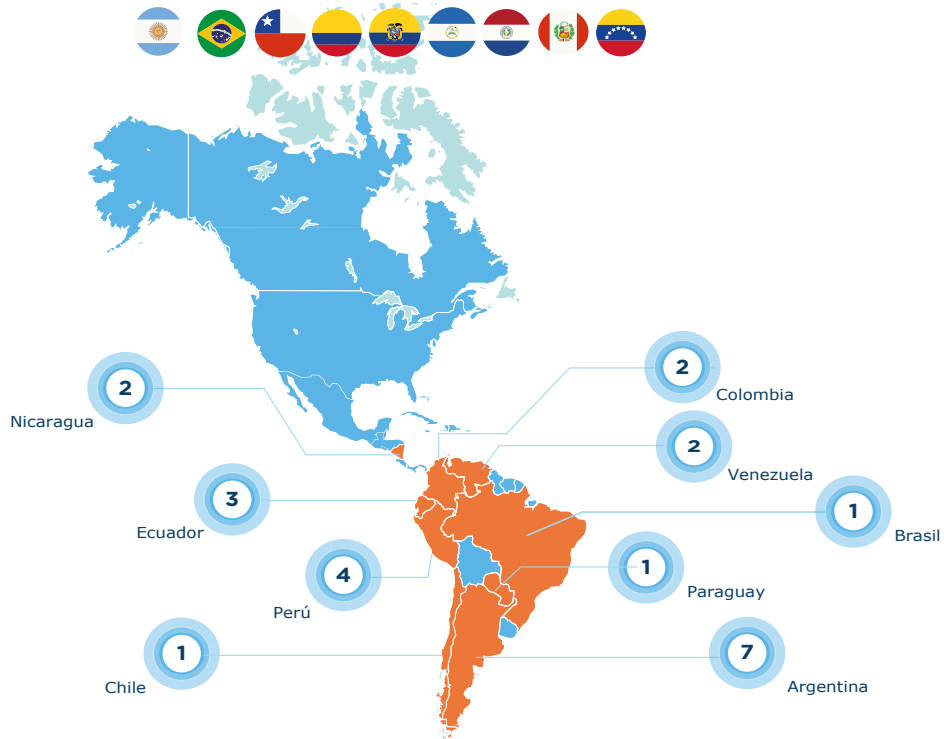 2
Colombia
2
Nicaragua
2
Venezuela
3
Ecuador
1
Brasil
4
Perú
1
Paraguay
1
Chile
7
Argentina